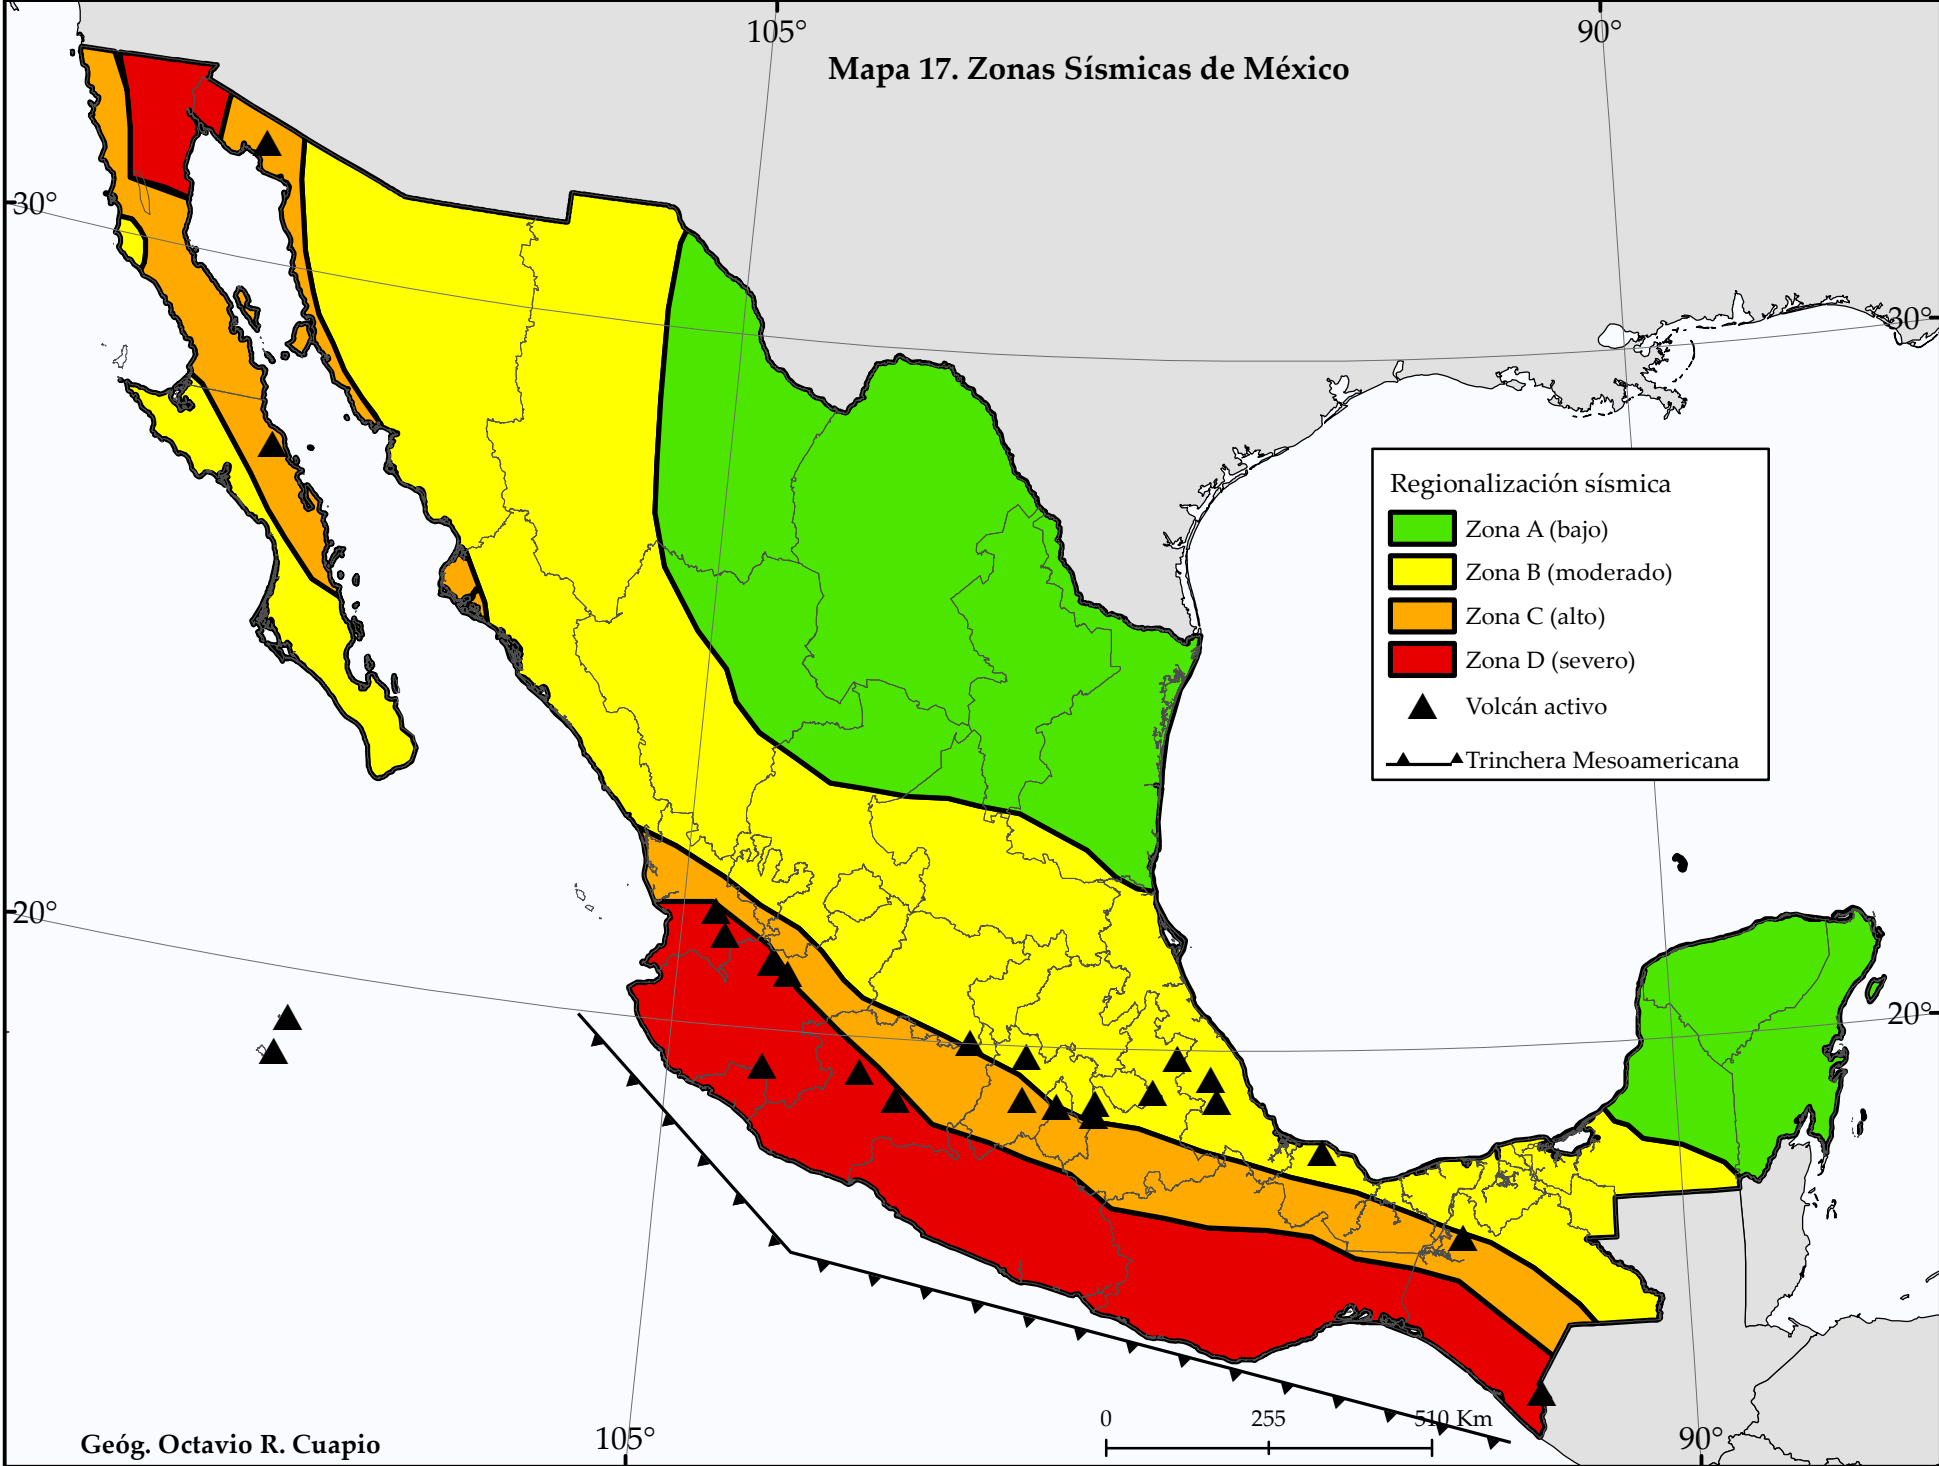 105°
90°
Mapa 17. Zonas Sísmicas de México
30°
30°
Regionalización sísmica
Zona A (bajo)
Zona B (moderado)
Zona C (alto)
Zona D (severo)
Volcán activo
Trinchera Mesoamericana
20°
20°
0 255 510 Km
Geóg. Octavio R. Cuapio
105°
90°